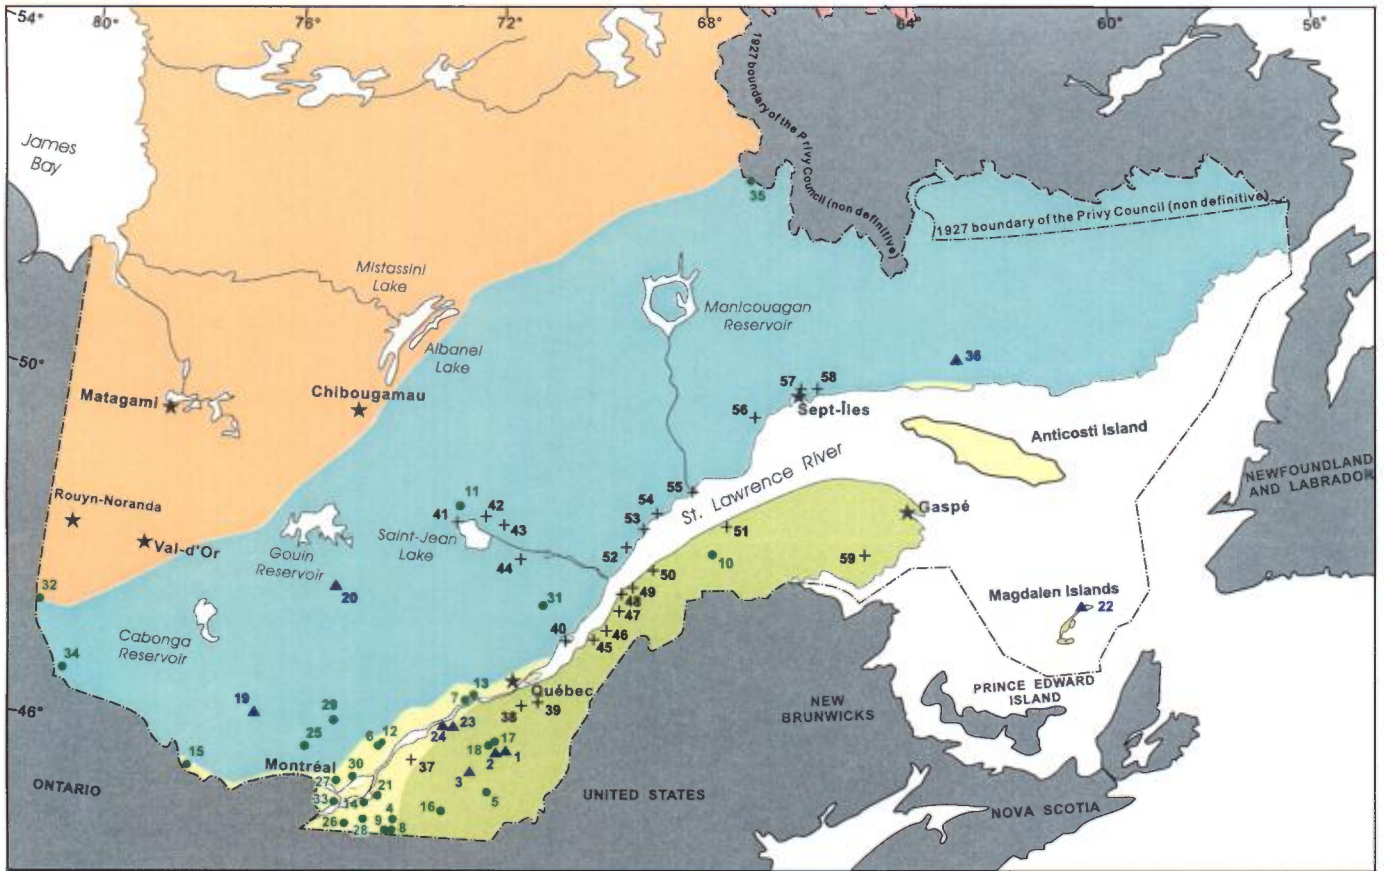 54°
80°
76°
72°
68°
64°
60°
56°
1927 boundary of the Privy Council (non definitive)
James
Bay
35
1927 boundary of the Privy Council (non definitive)
Mistassini
Lake
Manicouagan
Reservoir
Albanel
Lake
50°
36
Matagami
Chibougamau
57
58
Sept-Îles
56
Anticosti Island
St. Lawrence River
NEWFOUNDLAND
AND LABRADOR
Rouyn-Noranda
11
42
41
43
55
54
53
51
Gaspé
Val-d'Or
Gouin
Reservoir
Saint-Jean
Lake
52
10
59
44
50
32
20
31
49
48
47
Magdalen Islands
22
Cabonga
Reservoir
40
46
45
34
13
7
Québec
PRINCE EDWARD
ISLAND
46°
19
29
38
39
NEW
BRUNWICKS
25
6
12
24
23
18
17
15
Montréal
37
2
1
30
27
3
ONTARIO
21
5
UNITED STATES
33
14
4
16
NOVA SCOTIA
26
28
9
8